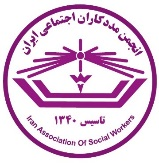 انجمن مددکاران اجتماعی ایران
تاسیس ۱۳۴۰
Iran Association Of Social Workers